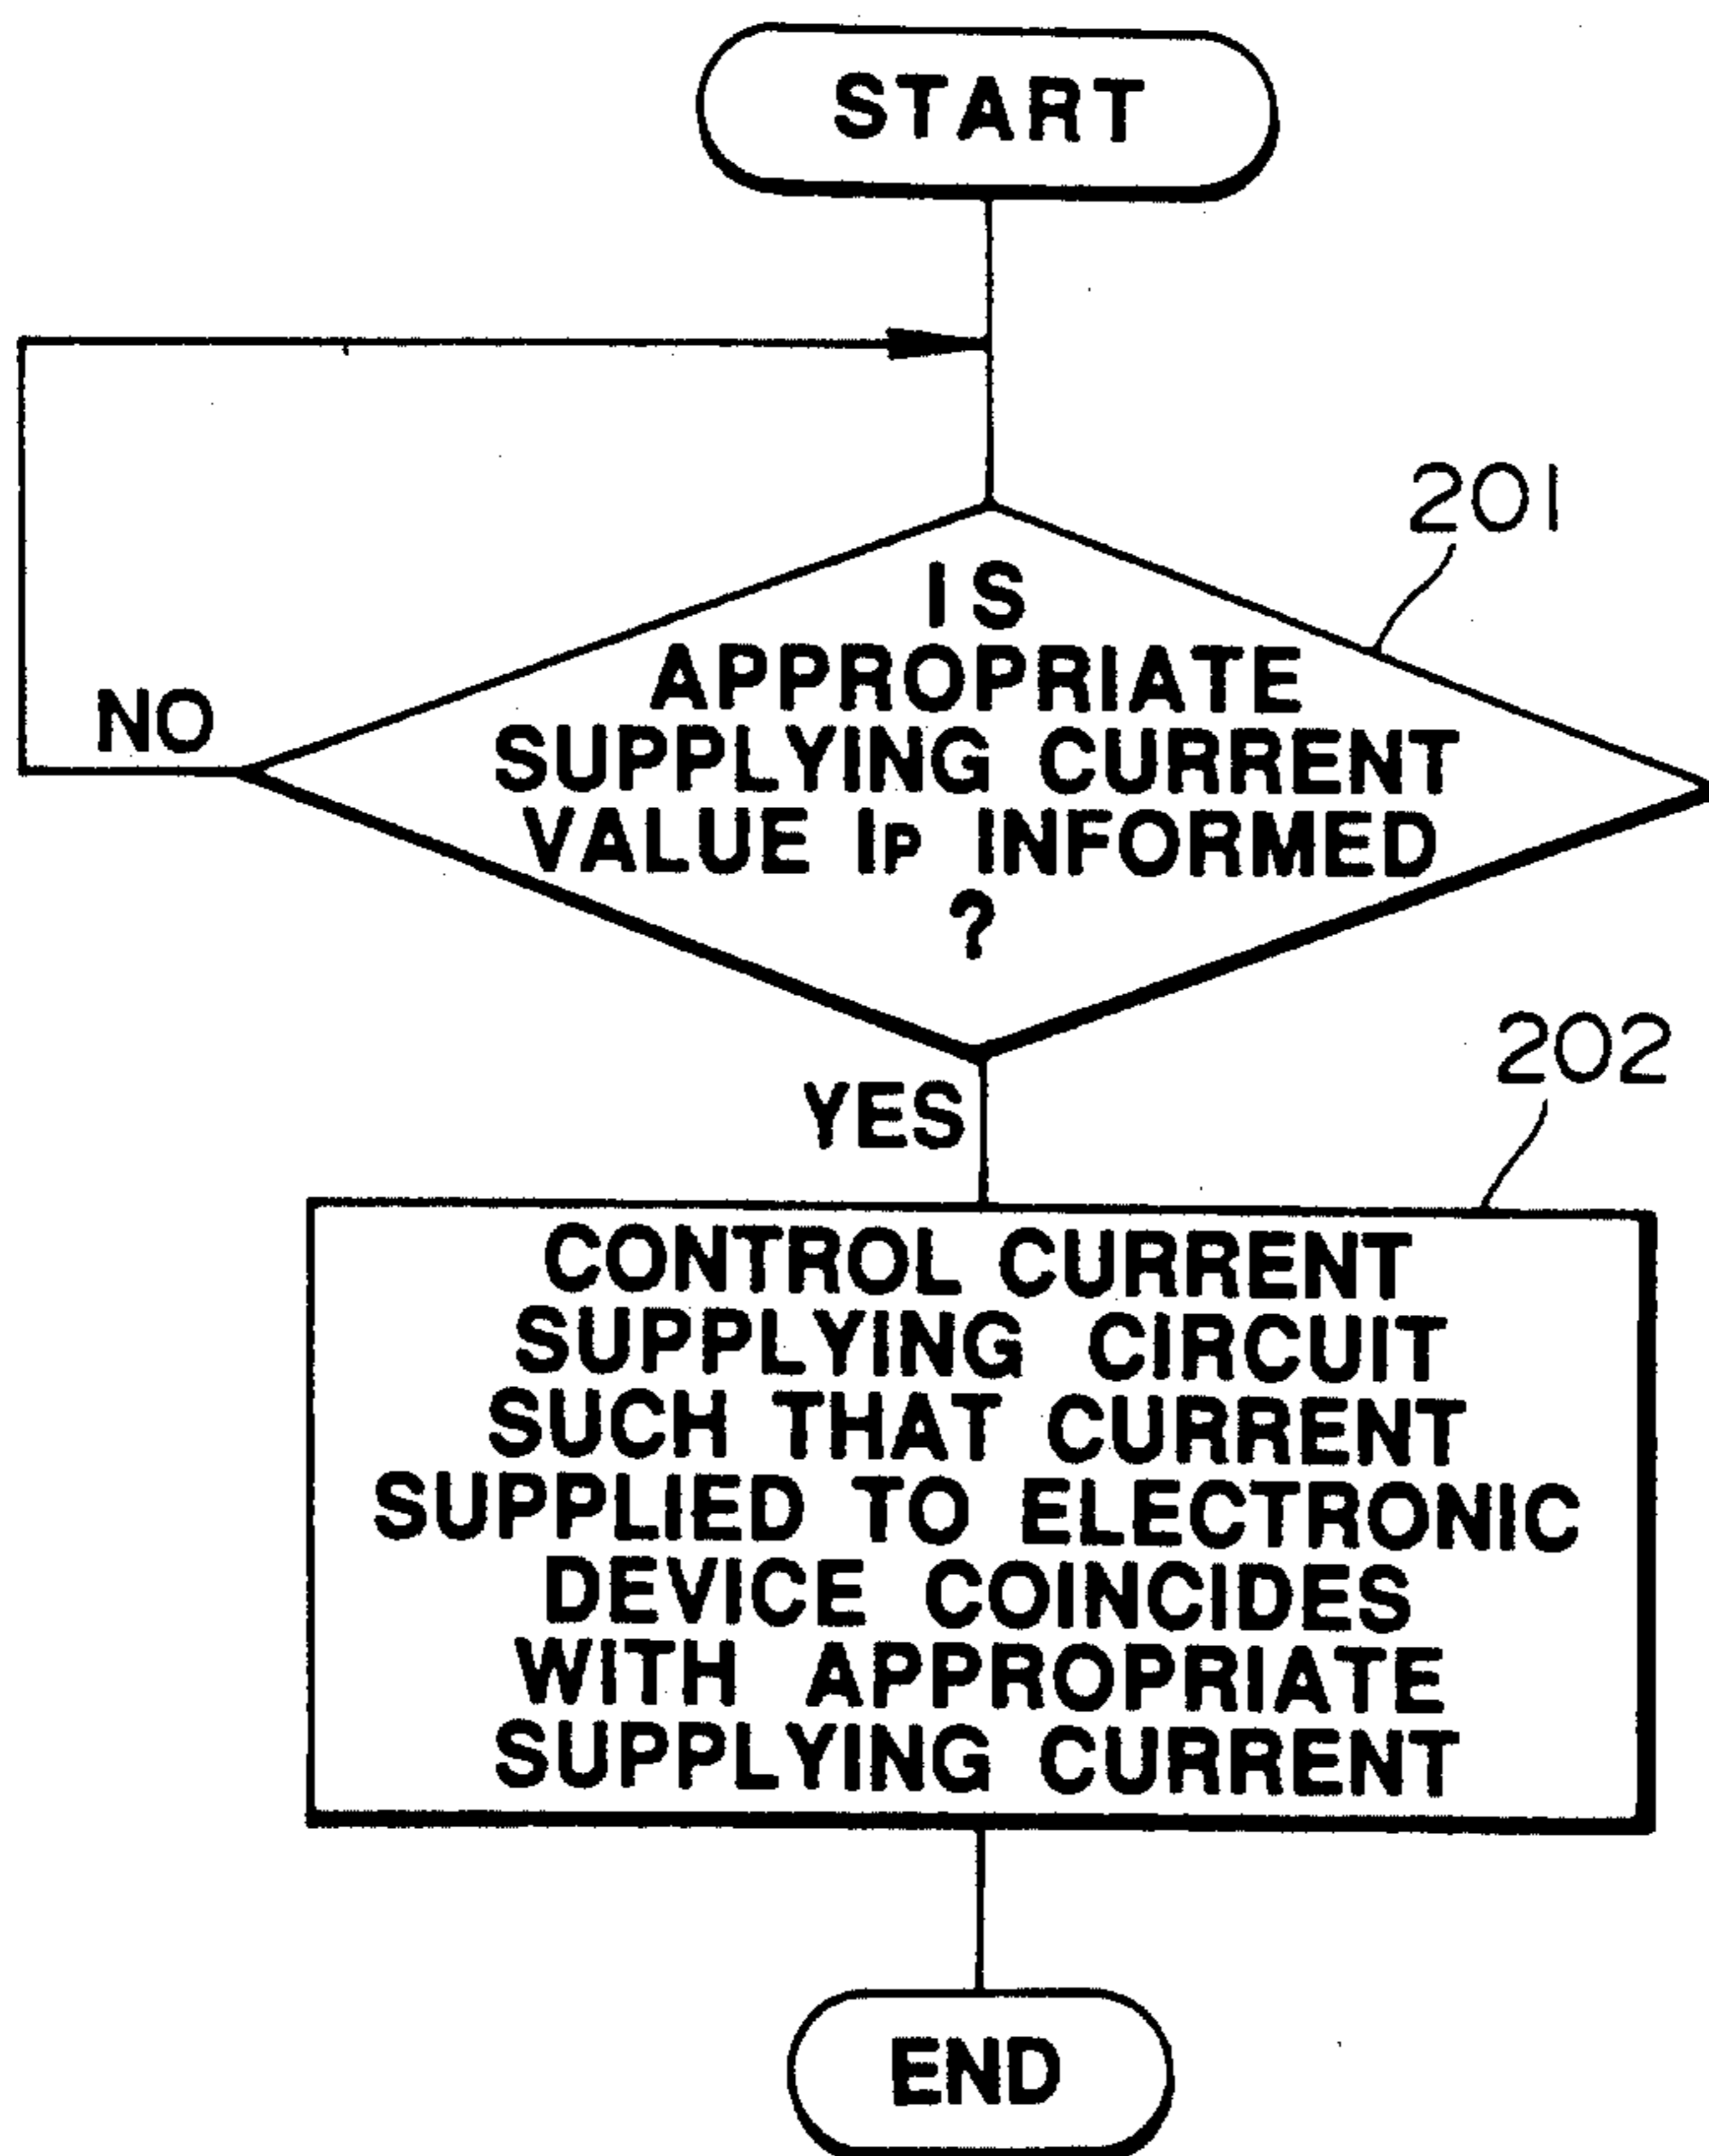 START
201
IS
APPROPRIATE
SUPPLYING CURRENT
VALUE IP INFORMED
?
NO
YES
202
CONTROL CURRENT
SUPPLYING CIRCUIT
SUCH THAT CURRENT
SUPPLIED TO ELECTRONIC
DEVICE COINCIDES
WITH APPROPRIATE
SUPPLYING CURRENT
END